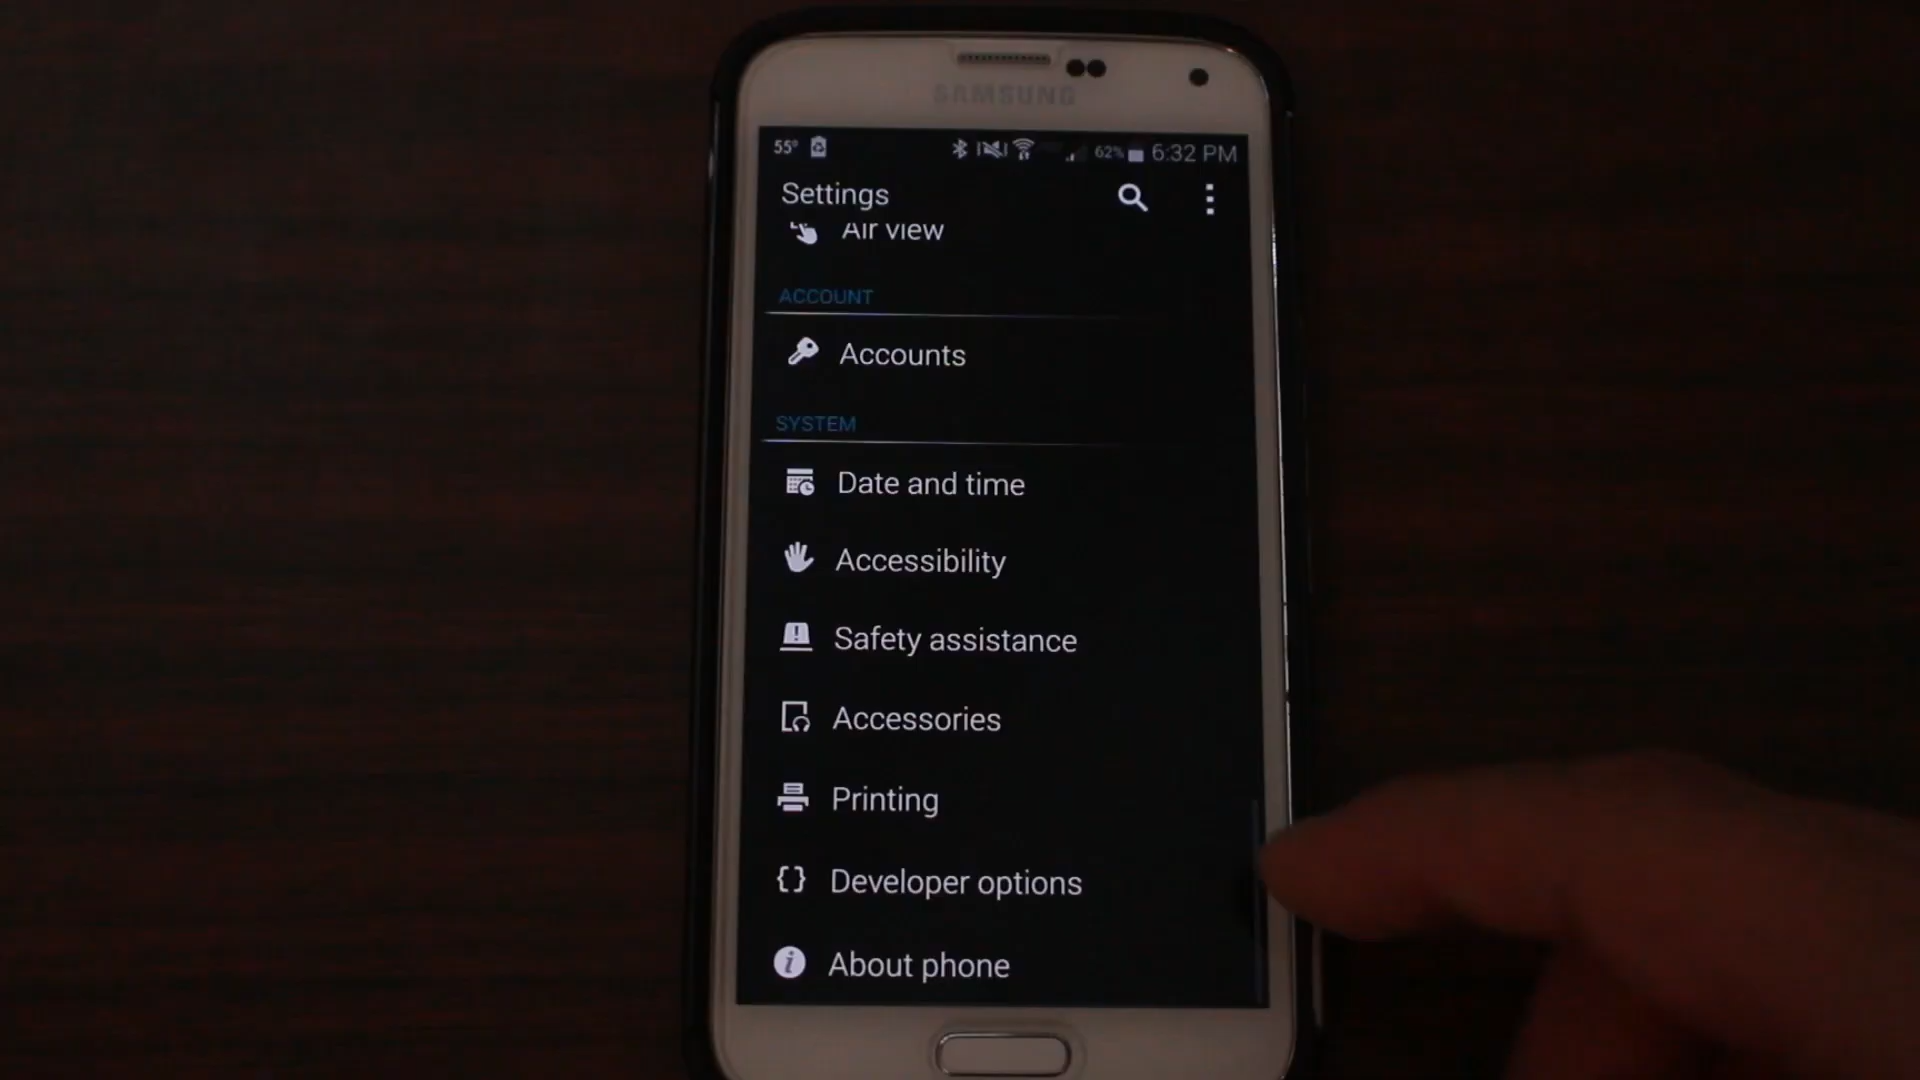 SAMSUNG
55° 62% 6:32 PM
Settings
Air view
ACCOUNT
Accounts
SYSTEM
Date and time
Accessibility
Safety assistance
Accessories
Printing
{} Developer options
About phone